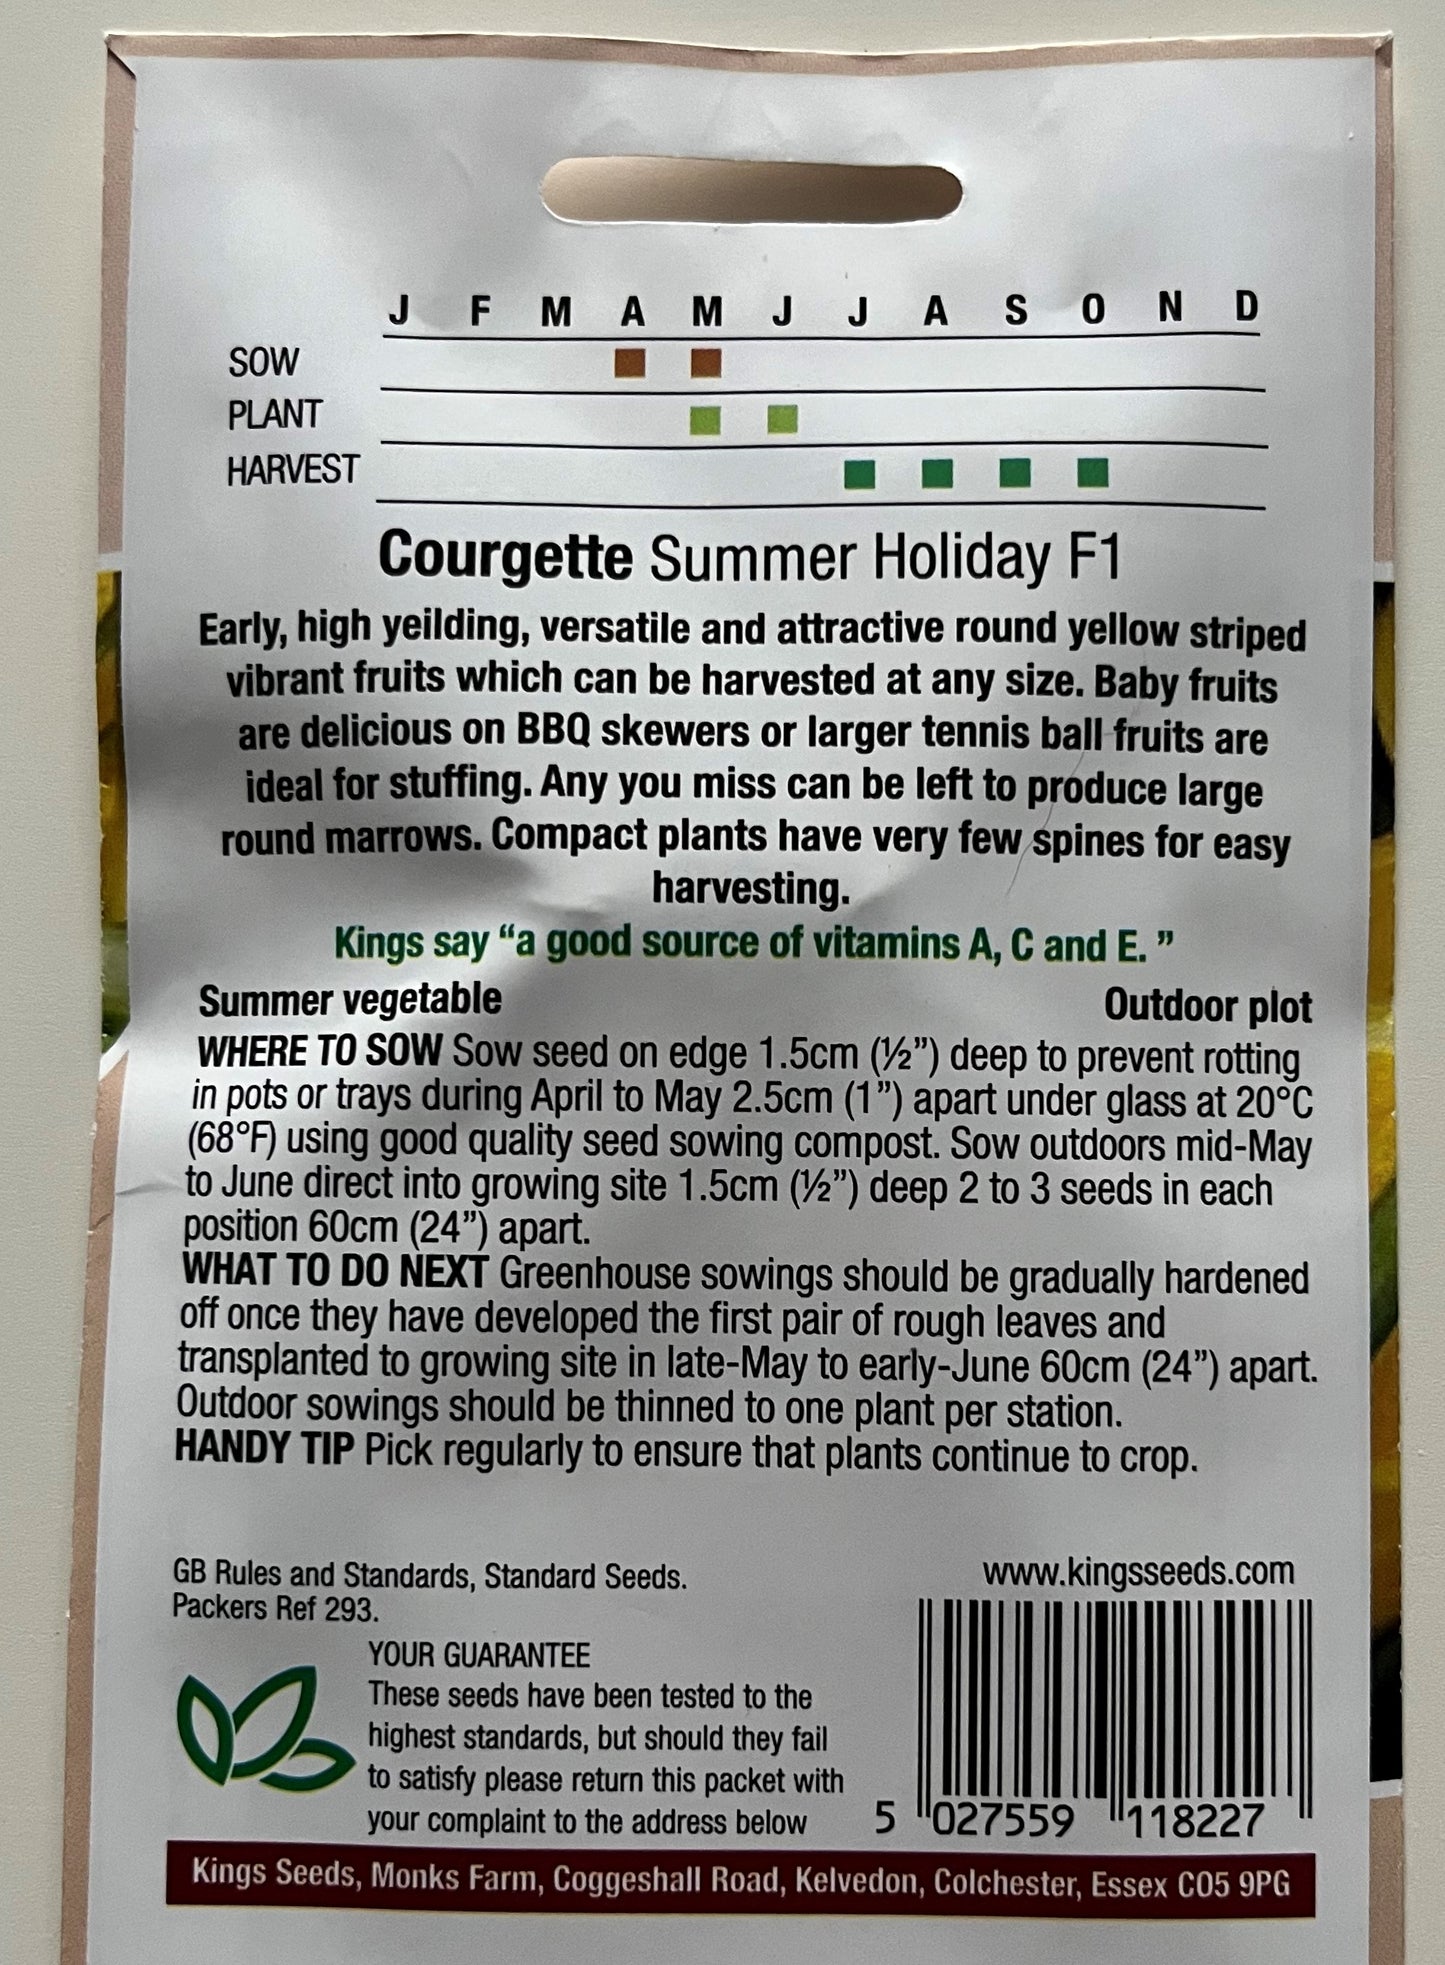 J F M A M J J A S O N D
SOW
PLANT
HARVEST
Courgette Summer Holiday F1
Early, high yeilding, versatile and attractive round yellow striped
vibrant fruits which can be harvested at any size. Baby fruits
are delicious on BBQ skewers or larger tennis ball fruits are
ideal for stuffing. Any you miss can be left to produce large
round marrows. Compact plants have very few spines for easy
harvesting.
Kings say “a good source of vitamins A, C and E. ”
Summer vegetable Outdoor plot
WHERE TO SOW Sow seed on edge 1.5cm (½”) deep to prevent rotting
in pots or trays during April to May 2.5cm (1”) apart under glass at 20°C
(68°F) using good quality seed sowing compost. Sow outdoors mid-May
to June direct into growing site 1.5cm (½”) deep 2 to 3 seeds in each
position 60cm (24”) apart.
WHAT TO DO NEXT Greenhouse sowings should be gradually hardened
off once they have developed the first pair of rough leaves and
transplanted to growing site in late-May to early-June 60cm (24”) apart.
Outdoor sowings should be thinned to one plant per station.
HANDY TIP Pick regularly to ensure that plants continue to crop.
GB Rules and Standards, Standard Seeds.
Packers Ref 293.
www.kingsseeds.com
YOUR GUARANTEE
These seeds have been tested to the
highest standards, but should they fail
to satisfy please return this packet with
your complaint to the address below
5 027559 118227
Kings Seeds, Monks Farm, Coggeshall Road, Kelvedon, Colchester, Essex CO5 9PG